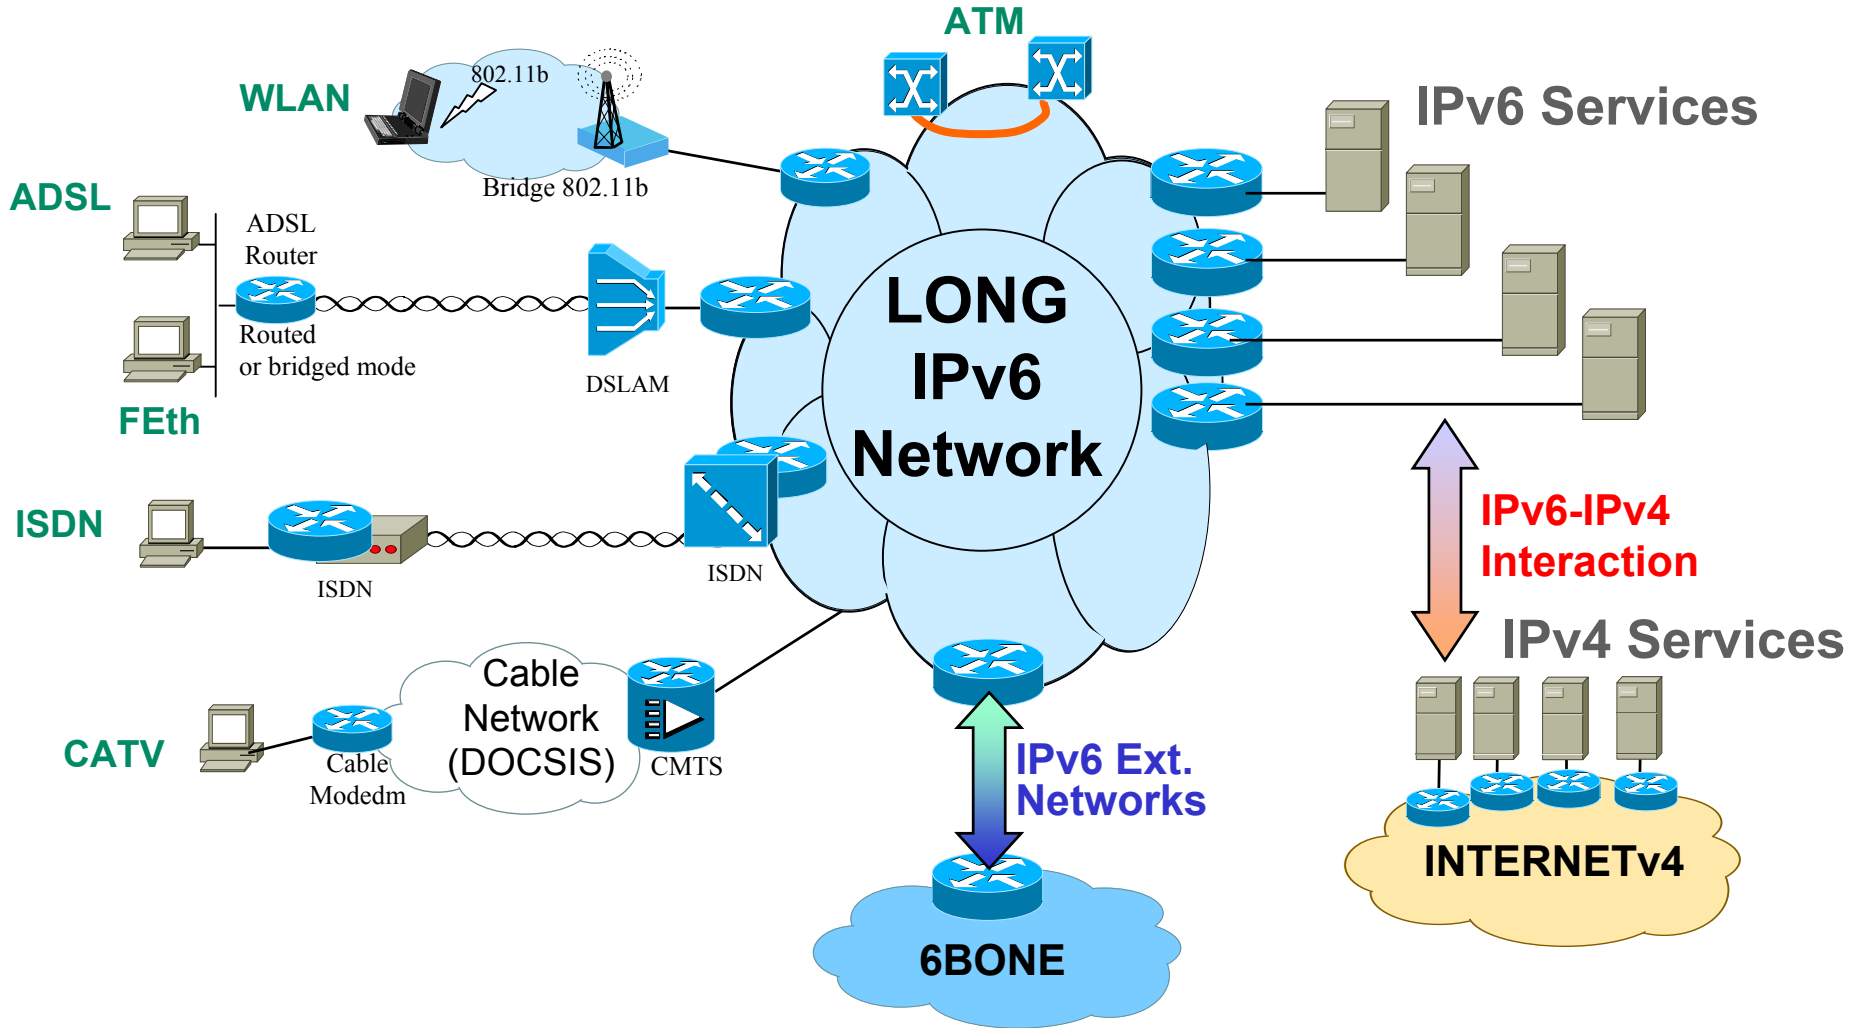 ATM
WLAN
802.11b
Bridge 802.11b
IPv6 Services
ADSL
ADSL
Router
Routed
or bridged mode
DSLAM
FEth
LONG
IPv6
Network
ISDN
ISDN
ISDN
IPv6-IPv4
Interaction
IPv4 Services
CATV
Cable
Modedm
Cable
Network
(DOCSIS)
CMTS
IPv6 Ext.
Networks
INTERNETv4
6BONE